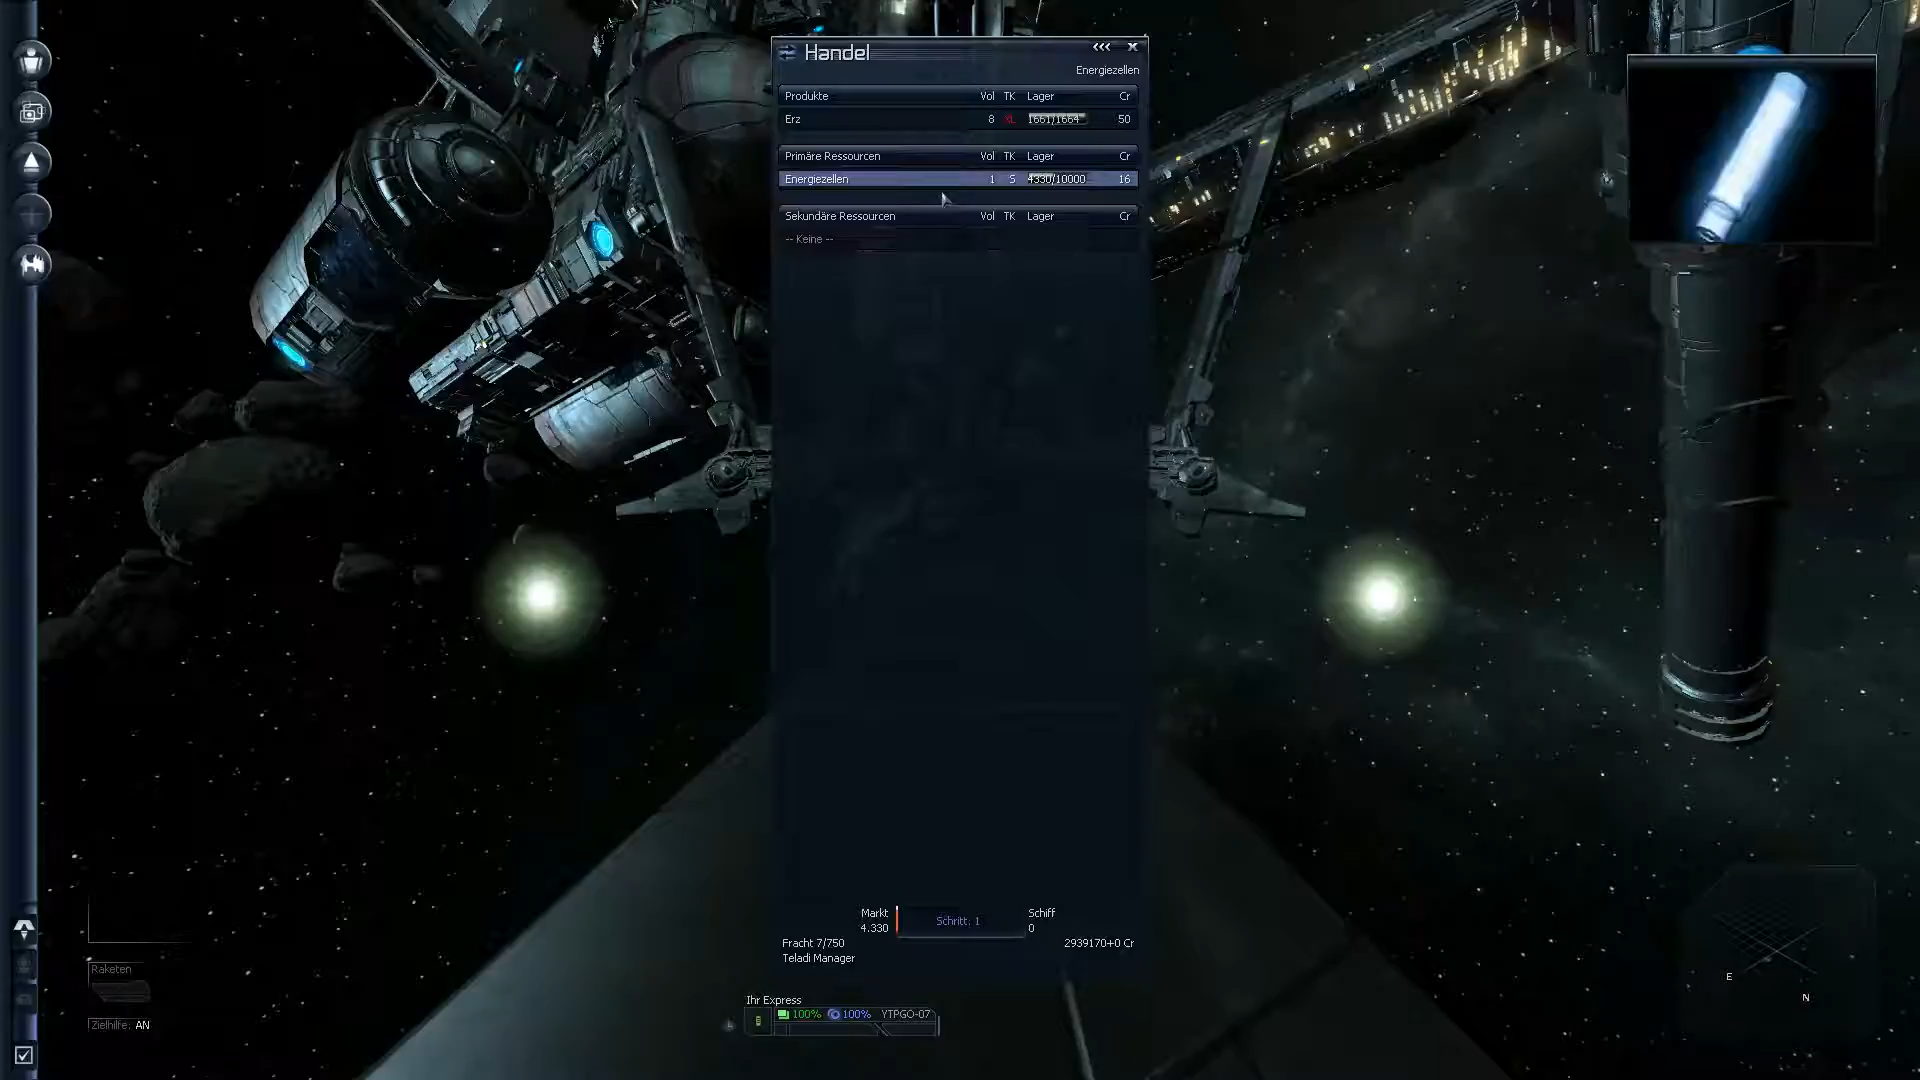 Handel
Energiezellen
Produkte Vol TK Lager Cr
Erz 8 XL 1661/1664 50
Primäre Ressourcen Vol TK Lager Cr
Energiezellen 1 S 4330/10000 16
Sekundäre Ressourcen Vol TK Lager Cr
-- Keine --
Markt Schiff
4.330 Schritt: 1 0
Fracht 7/750 2939170+0 Cr
Teladi Manager
Raketen
Zielhilfe: AN
Ihr Express
100% 100% YTPGO-07
E
N